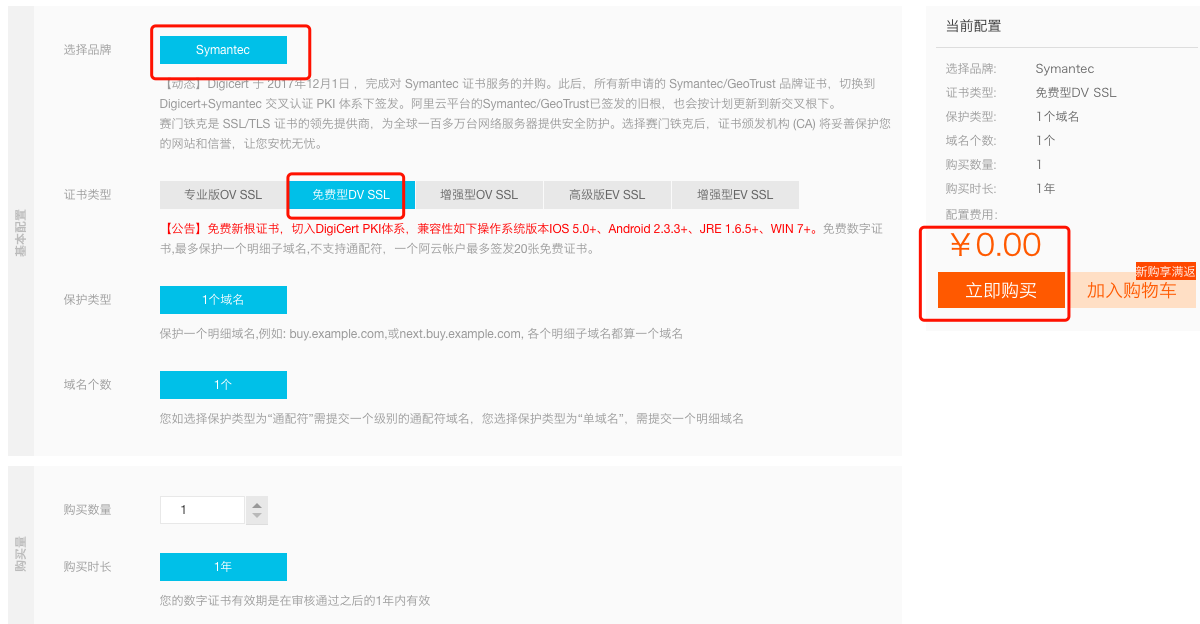 基本配置
选择品牌
Symantec
【动态】Digicert 于 2017年12月1日 ，完成对 Symantec 证书服务的并购。此后，所有新申请的 Symantec/GeoTrust 品牌证书，切换到
Digicert+Symantec 交叉认证 PKI 体系下签发。阿里云平台的Symantec/GeoTrust已签发的旧根，也会按计划更新到新交叉根下。
赛门铁克是 SSL/TLS 证书的领先提供商，为全球一百多万台网络服务器提供安全防护。选择赛门铁克后，证书颁发机构 (CA) 将妥善保护您
的网站和信誉，让您安枕无忧。
证书类型
专业版OV SSL
免费型DV SSL
增强型OV SSL
高级版EV SSL
增强型EV SSL
【公告】免费新根证书，切入DigiCert PKI体系，兼容性如下操作系统版本IOS 5.0+、Android 2.3.3+、JRE 1.6.5+、WIN 7+。免费数字证
书,最多保护一个明细子域名,不支持通配符，一个阿云帐户最多签发20张免费证书。
保护类型
1个域名
保护一个明细域名,例如: buy.example.com,或next.buy.example.com, 各个明细子域名都算一个域名
域名个数
1个
您如选择保护类型为“通配符”需提交一个级别的通配符域名，您选择保护类型为“单域名”，需提交一个明细域名
购买量
购买数量
1
购买时长
1年
您的数字证书有效期是在审核通过之后的1年内有效
当前配置
选择品牌: Symantec
证书类型: 免费型DV SSL
保护类型: 1个域名
域名个数: 1个
购买数量: 1
购买时长: 1年
配置费用:
￥0.00
新购享满返
立即购买
加入购物车